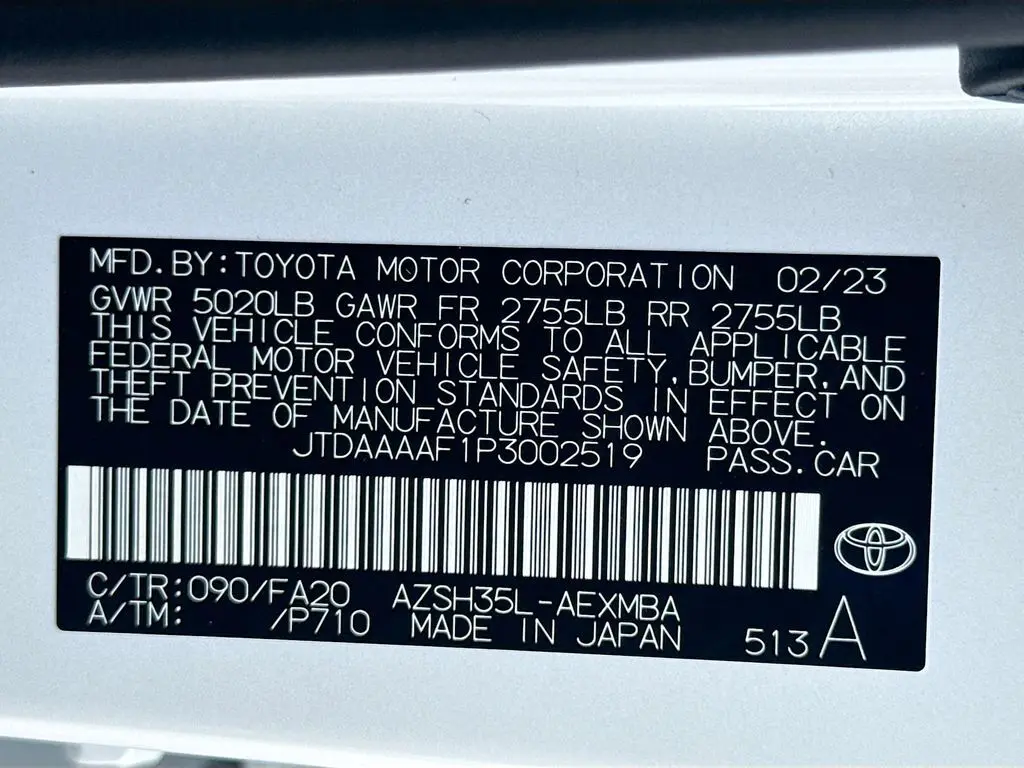 MFD.BY:TOYOTA MOTOR CORPORATION 02/23
GVWR 5020LB GAWR FR 2755LB RR 2755LB
THIS VEHICLE CONFORMS TO ALL APPLICABLE
FEDERAL MOTOR VEHICLE SAFETY,BUMPER,AND
THEFT PREVENTION STANDARDS IN EFFECT ON
THE DATE OF MANUFACTURE SHOWN ABOVE.
JTDAAAAF1P3002519 PASS.CAR
C/TR:090/FA20 AZSH35L-AEXMBA
A/TM: /P710 MADE IN JAPAN 513 A